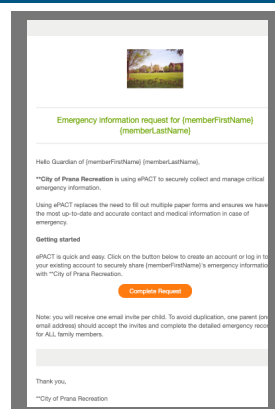 Emergency information request for {memberFirstName}
{memberLastName}
Hello Guardian of {memberFirstName} {memberLastName},
**City of Prana Recreation is using ePACT to securely collect and manage critical
emergency information.
Using ePACT replaces the need to fill out multiple paper forms and ensures we have
the most up-to-date and accurate contact and medical information in case of
emergency.
Getting started
ePACT is quick and easy. Click on the button below to create an account or log in to
your existing account to securely share {memberFirstName}'s emergency informatio
with **City of Prana Recreation.
Complete Request
Note: you will receive one email invite per child. To avoid duplication, one parent (one
email address) should accept the invites and complete the detailed emergency reco
for ALL family members.
Thank you,
**City of Prana Recreation